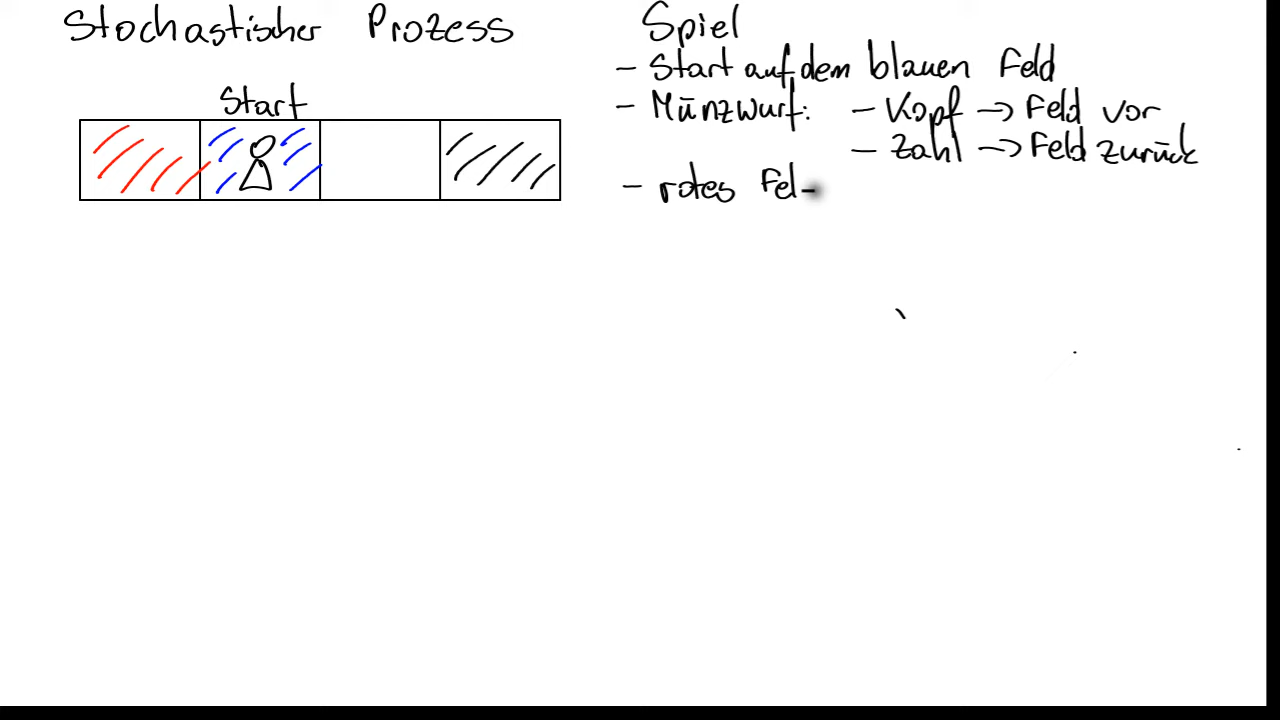 Stochastischer Prozess
Start
Spiel
- Start auf dem blauen Feld
- Münzwurf: - Kopf → Feld vor
- Zahl → Feld zurück
- rotes Fel-